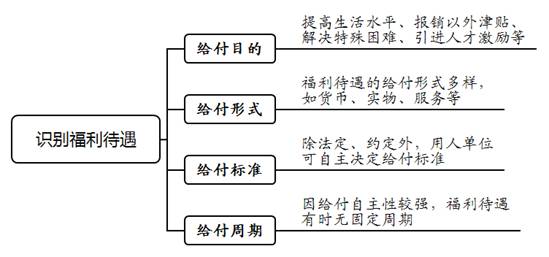 识别福利待遇
给付目的
提高生活水平、报销以外津贴、
解决特殊困难、引进人才激励等
给付形式
福利待遇的给付形式多样，
如货币、实物、服务等
给付标准
除法定、约定外，用人单位
可自主决定给付标准
给付周期
因给付自主性较强，福利待遇
有时无固定周期